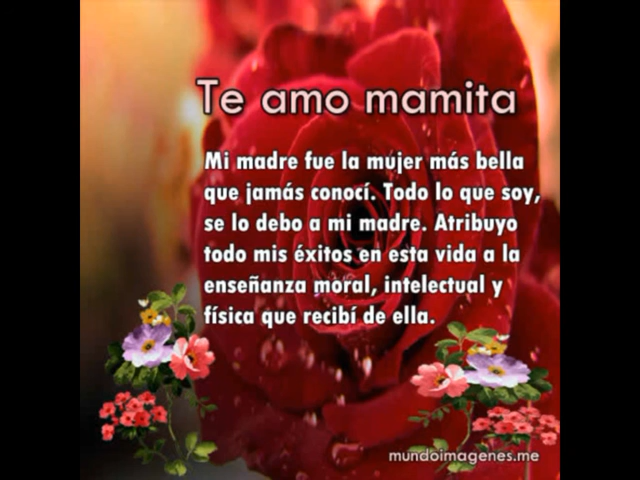 Te amo mamita
Mi madre fue la mujer más bella
que jamás conocí. Todo lo que soy,
se lo debo a mi madre. Atribuyo
todo mis éxitos en esta vida a la
enseñanza moral, intelectual y
física que recibí de ella.
mundoimagenes.me